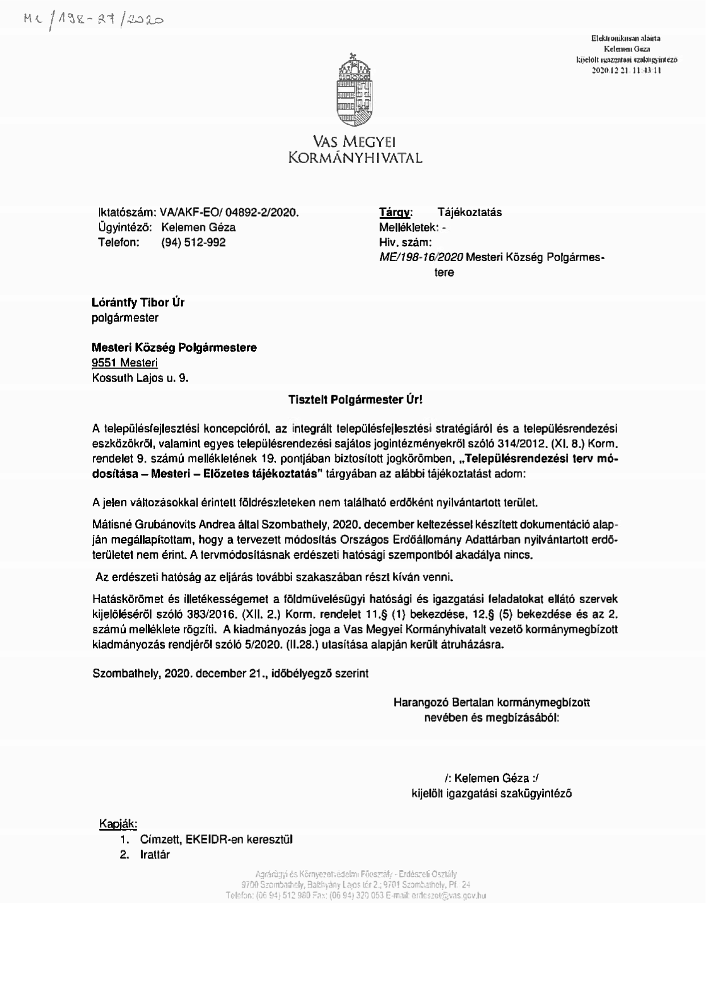 ME/198-27/2020
Elektronikusan aláírta
Kelemen Géza
kijelölt igazgatási szakügyintéző
2020.12.21. 11:43:11
VAS MEGYEI
KORMÁNYHIVATAL
Iktatószám: VA/AKF-EO/ 04892-2/2020.
Ügyintéző: Kelemen Géza
Telefon: (94) 512-992
Tárgy: Tájékoztatás
Mellékletek: -
Hiv. szám:
ME/198-16/2020 Mesteri Község Polgármes-
tere
Lórántfy Tibor Úr
polgármester
Mesteri Község Polgármestere
9551 Mesteri
Kossuth Lajos u. 9.
Tisztelt Polgármester Úr!
A településfejlesztési koncepcióról, az integrált településfejlesztési stratégiáról és a településrendezési
eszközökről, valamint egyes településrendezési sajátos jogintézményekről szóló 314/2012. (XI. 8.) Korm.
rendelet 9. számú mellékletének 19. pontjában biztosított jogkörömben, „Településrendezési terv mó-
dosítása – Mesteri – Előzetes tájékoztatás” tárgyában az alábbi tájékoztatást adom:
A jelen változásokkal érintett földrészleteken nem található erdőként nyilvántartott terület.
Mátisné Grubánovits Andrea által Szombathely, 2020. december keltezéssel készített dokumentáció alap-
ján megállapítottam, hogy a tervezett módosítás Országos Erdőállomány Adattárban nyilvántartott erdő-
területet nem érint. A tervmódosításnak erdészeti hatósági szempontból akadálya nincs.
Az erdészeti hatóság az eljárás további szakaszában részt kíván venni.
Hatáskörömet és illetékességemet a földművelésügyi hatósági és igazgatási feladatokat ellátó szervek
kijelöléséről szóló 383/2016. (XII. 2.) Korm. rendelet 11.§ (1) bekezdése, 12.§ (5) bekezdése és az 2.
számú melléklete rögzíti. A kiadmányozás joga a Vas Megyei Kormányhivatalt vezető kormánymegbízott
kiadmányozás rendjéről szóló 5/2020. (II.28.) utasítása alapján került átruházásra.
Szombathely, 2020. december 21., időbélyegző szerint
Harangozó Bertalan kormánymegbízott
nevében és megbízásából:
/: Kelemen Géza :/
kijelölt igazgatási szakügyintéző
Kapják:
1. Címzett, EKEIDR-en keresztül
2. Irattár
Agrárügyi és Környezetvédelmi Főosztály - Erdészeti Osztály
9700 Szombathely, Batthyány Lajos tér 2.; 9701 Szombathely, Pf. 24
Telefon: (06 94) 512 980 Fax: (06 94) 320 053 E-mail: erdeszet@vas.gov.hu